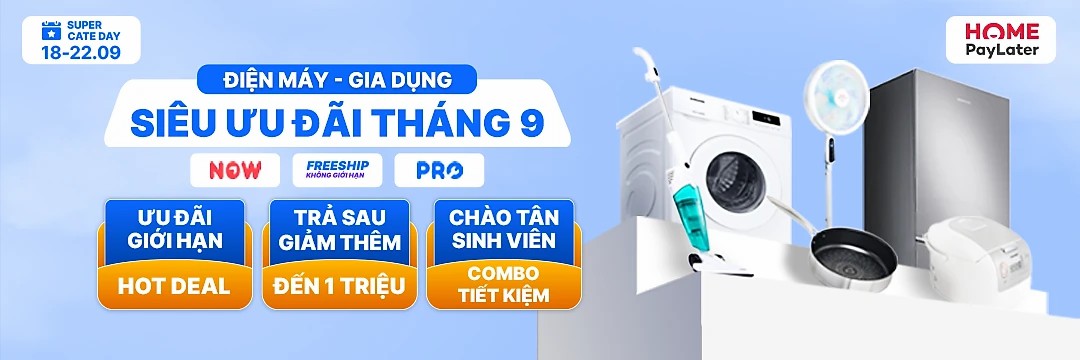 SUPER
CATE DAY
18-22.09
HOME
PayLater
ĐIỆN MÁY - GIA DỤNG
SIÊU ƯU ĐÃI THÁNG 9
NOW
FREESHIP
KHÔNG GIỚI HẠN
PRO
ƯU ĐÃI
GIỚI HẠN
HOT DEAL
TRẢ SAU
GIẢM THÊM
ĐẾN 1 TRIỆU
CHÀO TÂN
SINH VIÊN
COMBO
TIẾT KIỆM
SAMSUNG